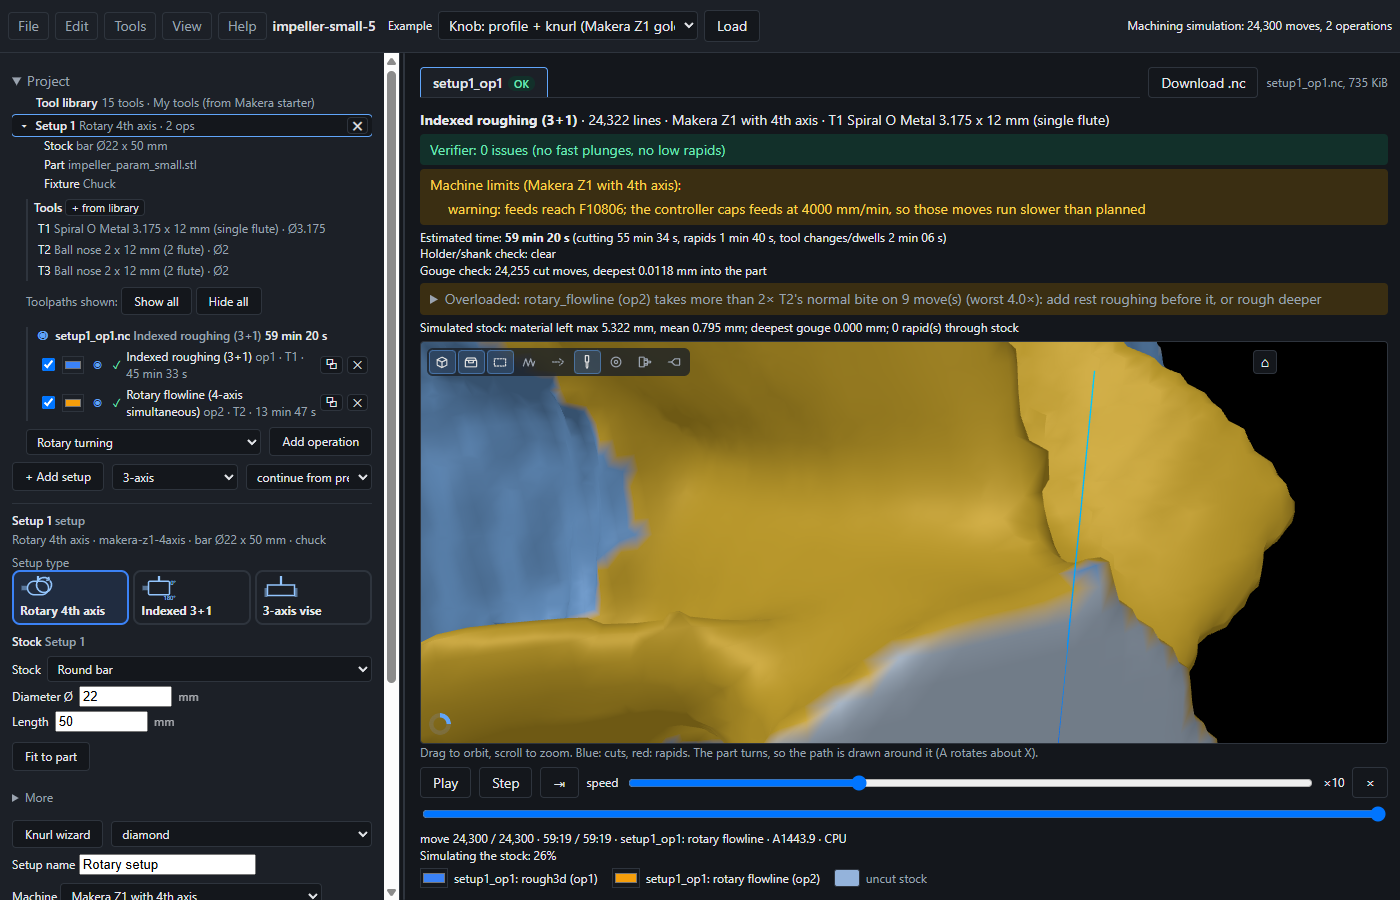 File Edit Tools View Help impeller-small-5 Example Knob: profile + knurl (Makera Z1 gol Load Machining simulation: 24,300 moves, 2 operations
Project
Tool library 15 tools · My tools (from Makera starter)
Setup 1 Rotary 4th axis · 2 ops
Stock bar Ø22 x 50 mm
Part impeller_param_small.stl
Fixture Chuck
Tools + from library
T1 Spiral O Metal 3.175 x 12 mm (single flute) · Ø3.175
T2 Ball nose 2 x 12 mm (2 flute) · Ø2
T3 Ball nose 2 x 12 mm (2 flute) · Ø2
Toolpaths shown: Show all Hide all
setup1_op1.nc Indexed roughing (3+1) 59 min 20 s
Indexed roughing (3+1) op1 · T1 ·
45 min 33 s
Rotary flowline (4-axis
simultaneous) op2 · T2 · 13 min 47 s
Rotary turning Add operation
+ Add setup 3-axis continue from pre
Setup 1 setup
Rotary 4th axis · makera-z1-4axis · bar Ø22 x 50 mm · chuck
Setup type
Rotary 4th axis Indexed 3+1 3-axis vise
Stock Setup 1
Stock Round bar
Diameter Ø 22 mm
Length 50 mm
Fit to part
More
Knurl wizard diamond
Setup name Rotary setup
Machine Makera Z1 with 4th axis
setup1_op1 OK Download .nc setup1_op1.nc, 735 KiB
Indexed roughing (3+1) · 24,322 lines · Makera Z1 with 4th axis · T1 Spiral O Metal 3.175 x 12 mm (single flute)
Verifier: 0 issues (no fast plunges, no low rapids)
Machine limits (Makera Z1 with 4th axis):
warning: feeds reach F10806; the controller caps feeds at 4000 mm/min, so those moves run slower than planned
Estimated time: 59 min 20 s (cutting 55 min 34 s, rapids 1 min 40 s, tool changes/dwells 2 min 06 s)
Holder/shank check: clear
Gouge check: 24,255 cut moves, deepest 0.0118 mm into the part
Overloaded: rotary_flowline (op2) takes more than 2× T2's normal bite on 9 move(s) (worst 4.0×): add rest roughing before it, or rough deeper
Simulated stock: material left max 5.322 mm, mean 0.795 mm; deepest gouge 0.000 mm; 0 rapid(s) through stock
Drag to orbit, scroll to zoom. Blue: cuts, red: rapids. The part turns, so the path is drawn around it (A rotates about X).
Play Step speed ×10 ×
move 24,300 / 24,300 · 59:19 / 59:19 · setup1_op1: rotary flowline · A1443.9 · CPU
Simulating the stock: 26%
setup1_op1: rough3d (op1) setup1_op1: rotary flowline (op2) uncut stock